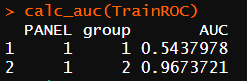 > calc_auc(TrainROC)
  PANEL group       AUC
1     1     1 0.5437978
2     1     2 0.9673721